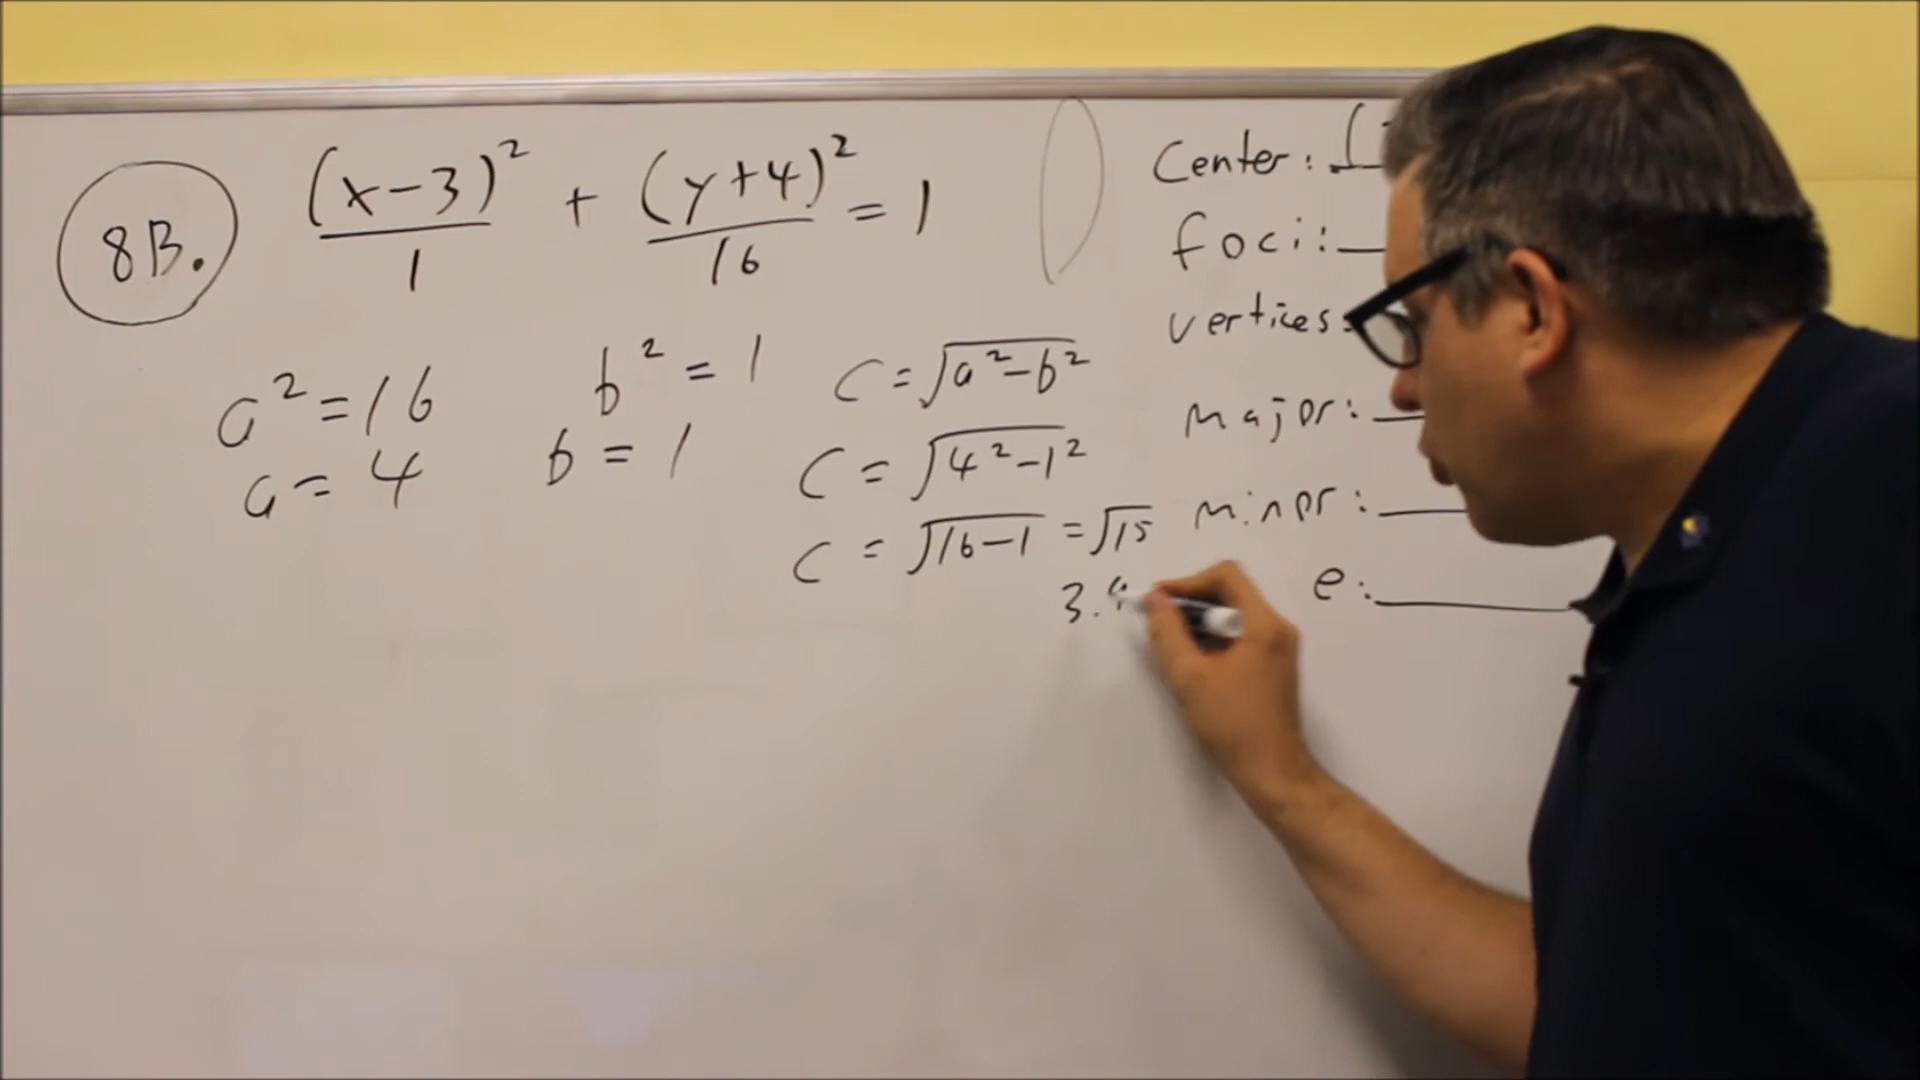 8B. (x-3)²/1 + (y+4)²/16 = 1
a² = 16
a = 4
b² = 1
b = 1
c = √a²-b²
c = √4²-1²
c = √16-1 = √15
3.
Center: (
foci:
vertices:
major:
minor:
e: